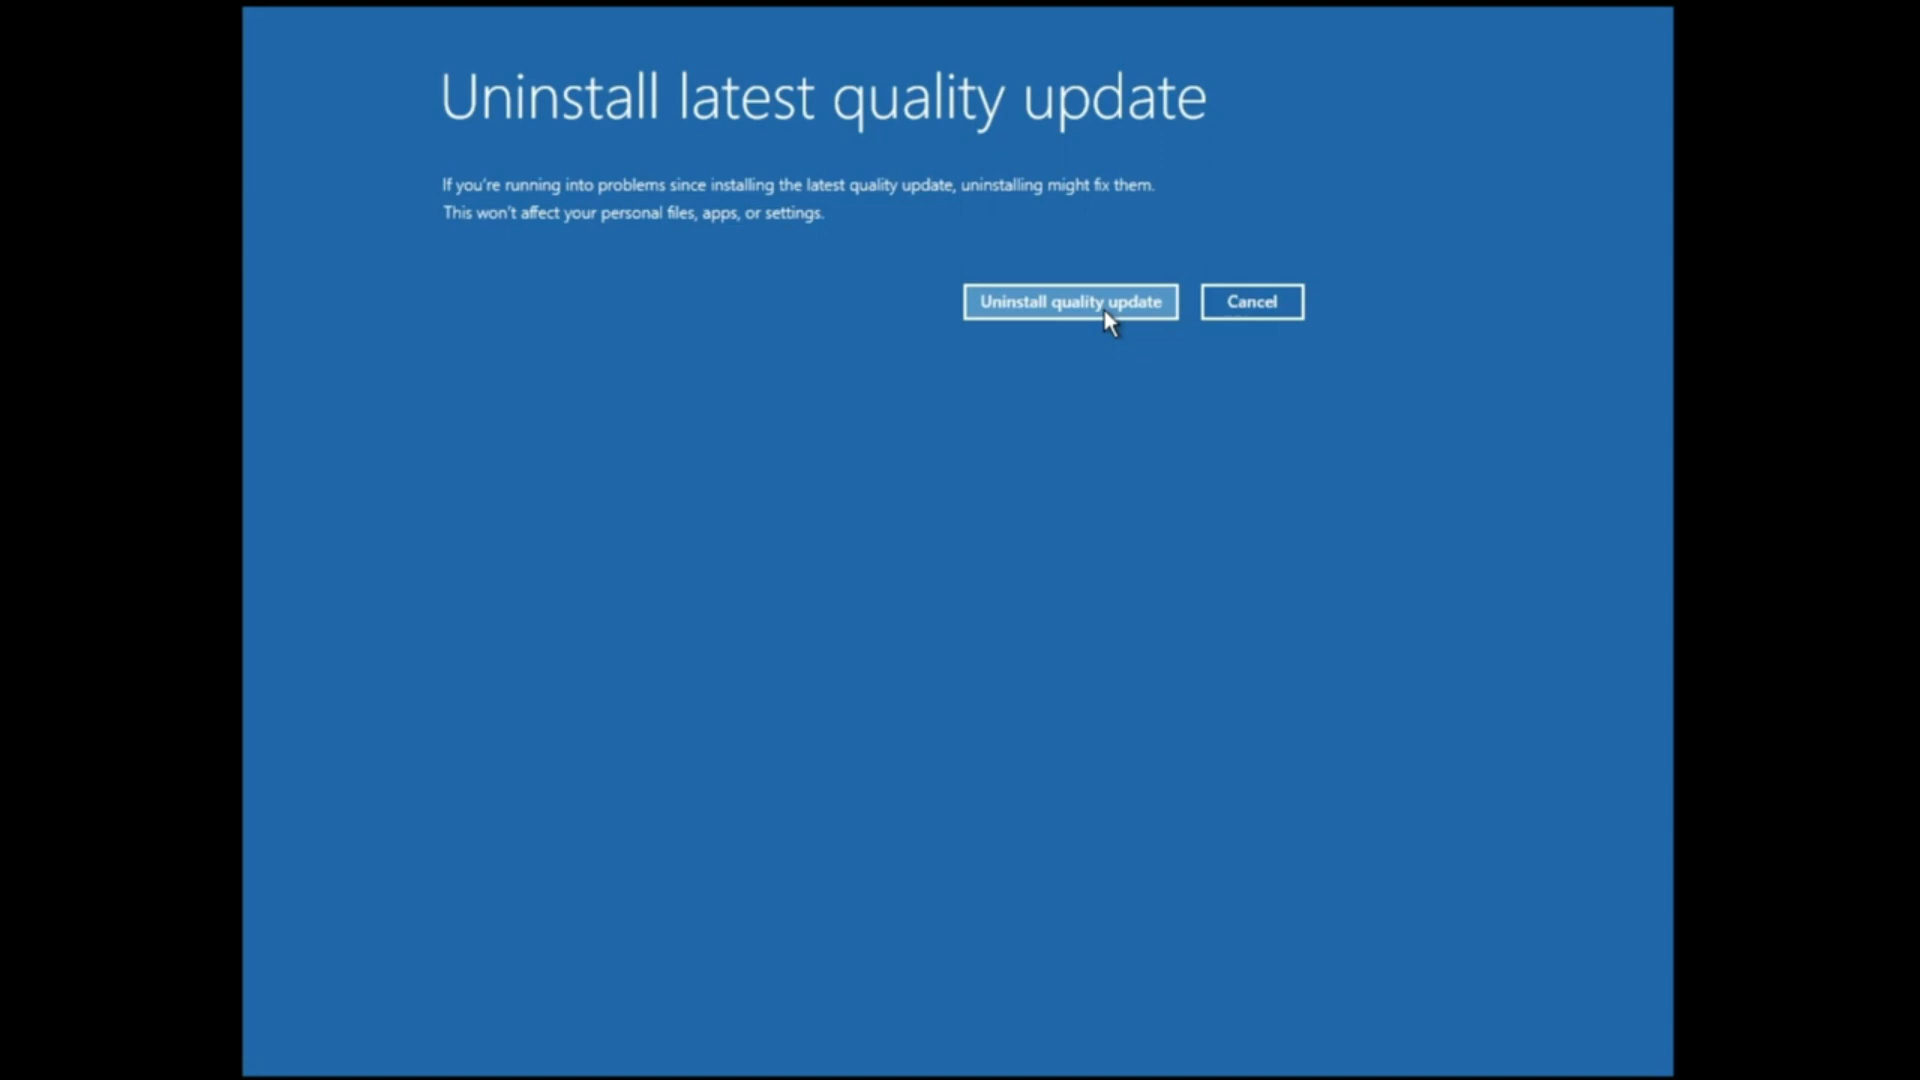 Uninstall latest quality update
If you're running into problems since installing the latest quality update, uninstalling might fix them.
This won't affect your personal files, apps, or settings.
Uninstall quality update
Cancel